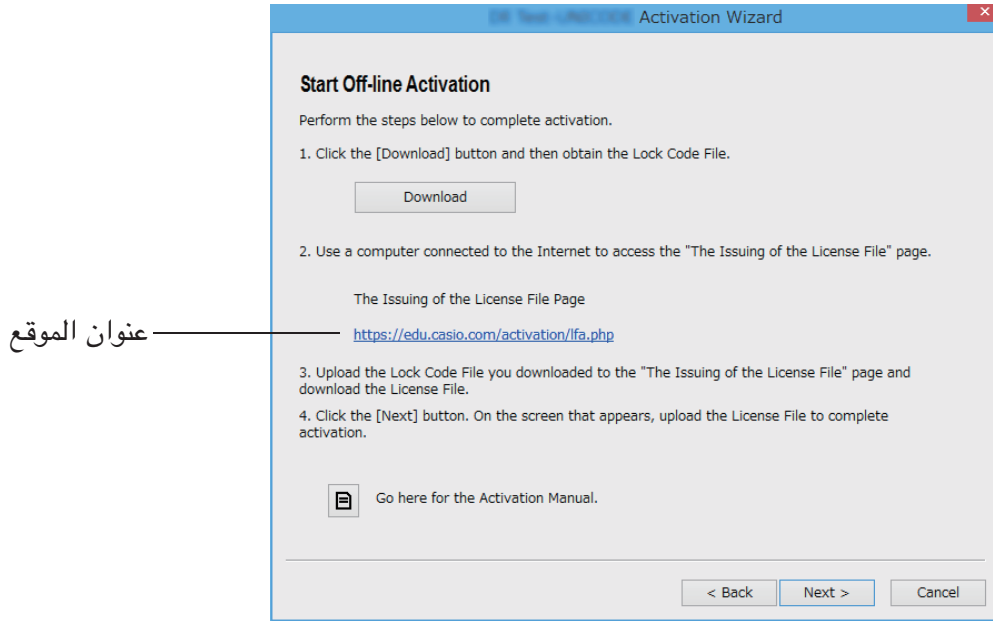 Activation Wizard
Start Off-line Activation
Perform the steps below to complete activation.
1. Click the [Download] button and then obtain the Lock Code File.
Download
2. Use a computer connected to the Internet to access the "The Issuing of the License File" page.
The Issuing of the License File Page
عنوان الموقع
https://edu.casio.com/activation/lfa.php
3. Upload the Lock Code File you downloaded to the "The Issuing of the License File" page and
download the License File.
4. Click the [Next] button. On the screen that appears, upload the License File to complete
activation.
Go here for the Activation Manual.
< Back
Next >
Cancel